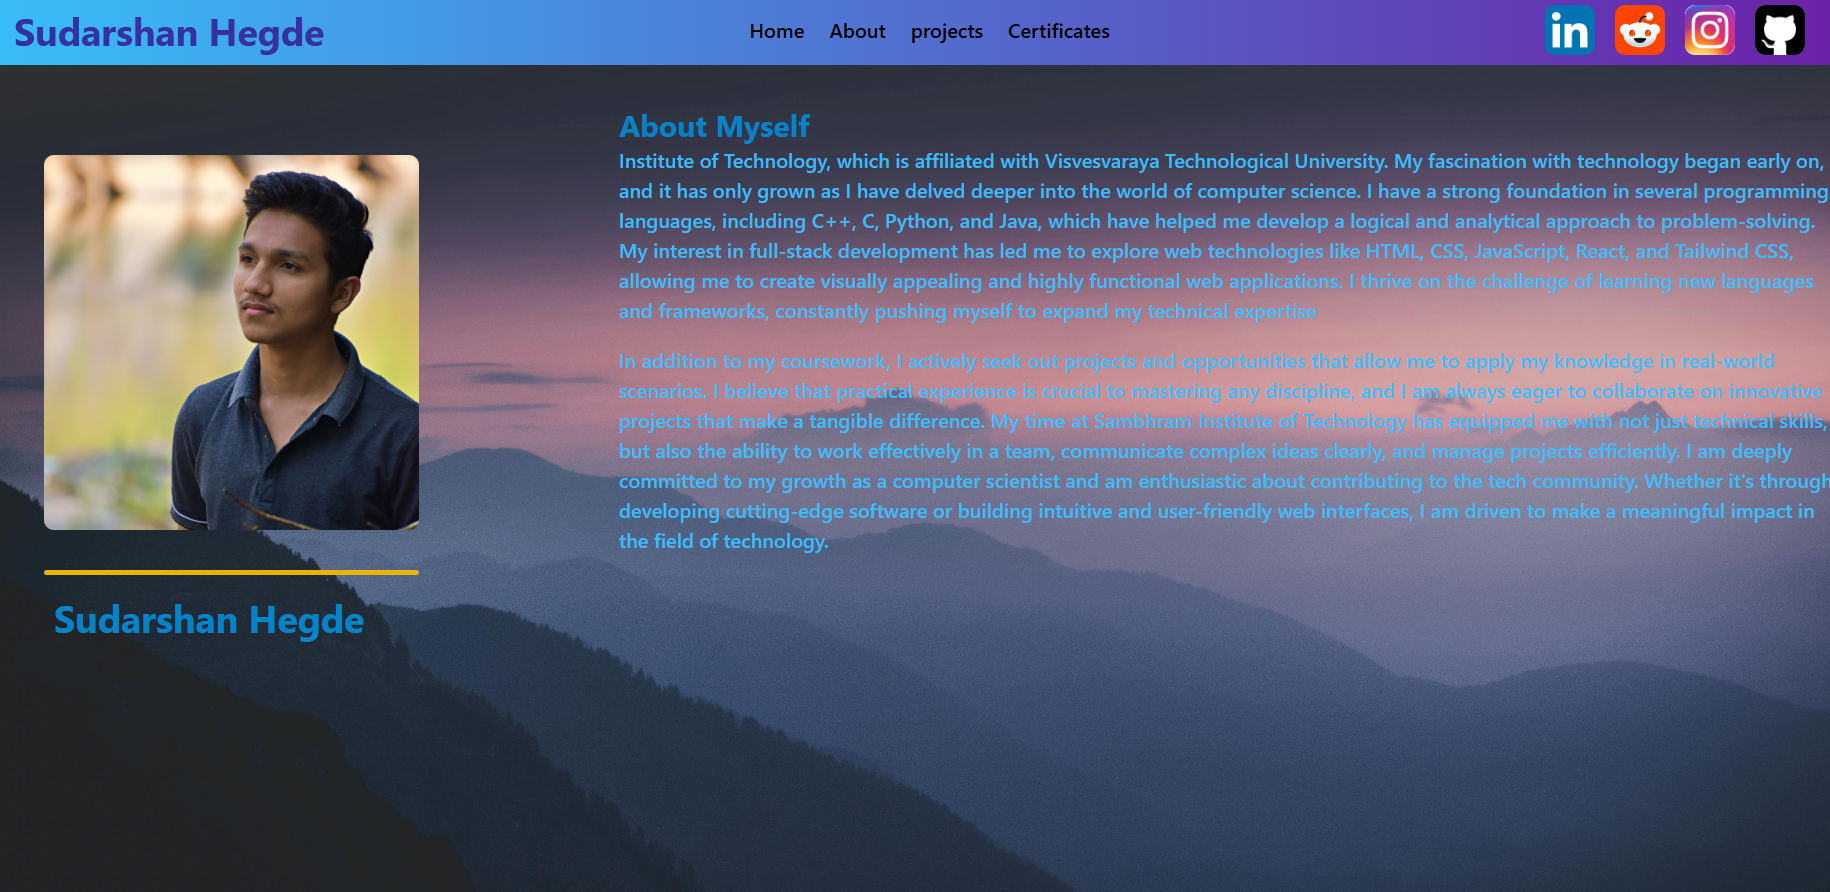 Sudarshan Hegde
Home About projects Certificates
in
About Myself
Institute of Technology, which is affiliated with Visvesvaraya Technological University. My fascination with technology began early on,
and it has only grown as I have delved deeper into the world of computer science. I have a strong foundation in several programming
languages, including C++, C, Python, and Java, which have helped me develop a logical and analytical approach to problem-solving.
My interest in full-stack development has led me to explore web technologies like HTML, CSS, JavaScript, React, and Tailwind CSS,
allowing me to create visually appealing and highly functional web applications. I thrive on the challenge of learning new languages
and frameworks, constantly pushing myself to expand my technical expertise
In addition to my coursework, I actively seek out projects and opportunities that allow me to apply my knowledge in real-world
scenarios. I believe that practical experience is crucial to mastering any discipline, and I am always eager to collaborate on innovative
projects that make a tangible difference. My time at Sambhram Institute of Technology has equipped me with not just technical skills,
but also the ability to work effectively in a team, communicate complex ideas clearly, and manage projects efficiently. I am deeply
committed to my growth as a computer scientist and am enthusiastic about contributing to the tech community. Whether it's through
developing cutting-edge software or building intuitive and user-friendly web interfaces, I am driven to make a meaningful impact in
the field of technology.
Sudarshan Hegde